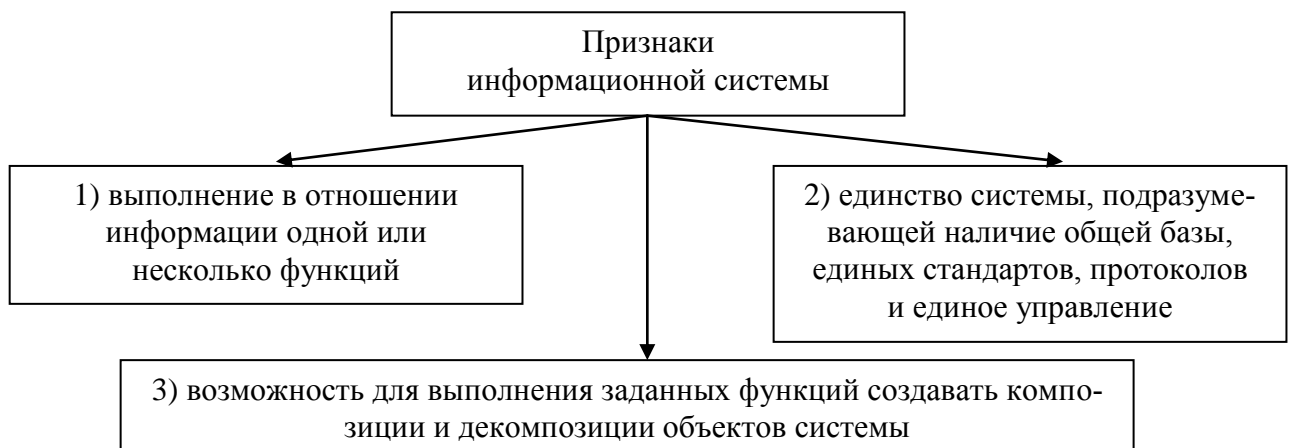 Признаки
информационной системы
1) выполнение в отношении
информации одной или
несколько функций
2) единство системы, подразуме-
вающей наличие общей базы,
единых стандартов, протоколов
и единое управление
3) возможность для выполнения заданных функций создавать компо-
зиции и декомпозиции объектов системы